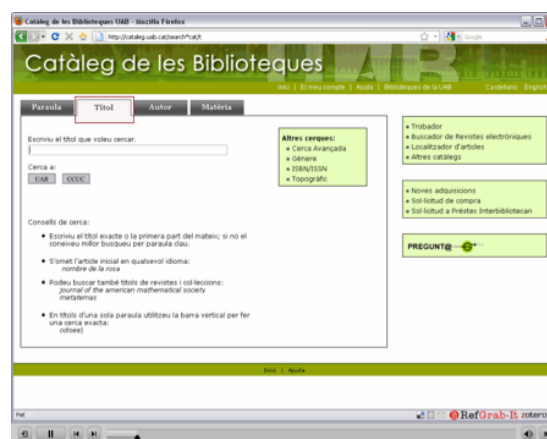 Catàleg de les Biblioteques UAB - Mozilla Firefox
http://cataleg.uab.cat/search*cat/t
Google
Catàleg de les Biblioteques
Inici | El meu compte | Ajuda | Biblioteques de la UAB Castellano English
Paraula Títol Autor Matèria
Escriviu el títol que voleu cercar.
Cerca a:
UAB CCUC
Altres cerques:
Cerca Avançada
Gènere
ISBN/ISSN
Topogràfic
Trobador
Buscador de Revistes electròniques
Localitzador d'articles
Altres catàlegs
Noves adquisicions
Sol·licitud de compra
Sol·licitud a Préstec Interbibliotecari
PREGUNT@
Consells de cerca:
Escriviu el títol exacte o la primera part del mateix; si no el
coneixeu millor busqueu per paraula clau.
S'omet l'article inicial en qualsevol idioma:
nombre de la rosa
Podeu buscar també títols de revistes i col·leccions:
journal of the american mathematical society
metatemas
En títols d'una sola paraula utilitzeu la barra vertical per fer
una cerca exacta:
odisea|
Inici | Ajuda
RefGrab-It zotero